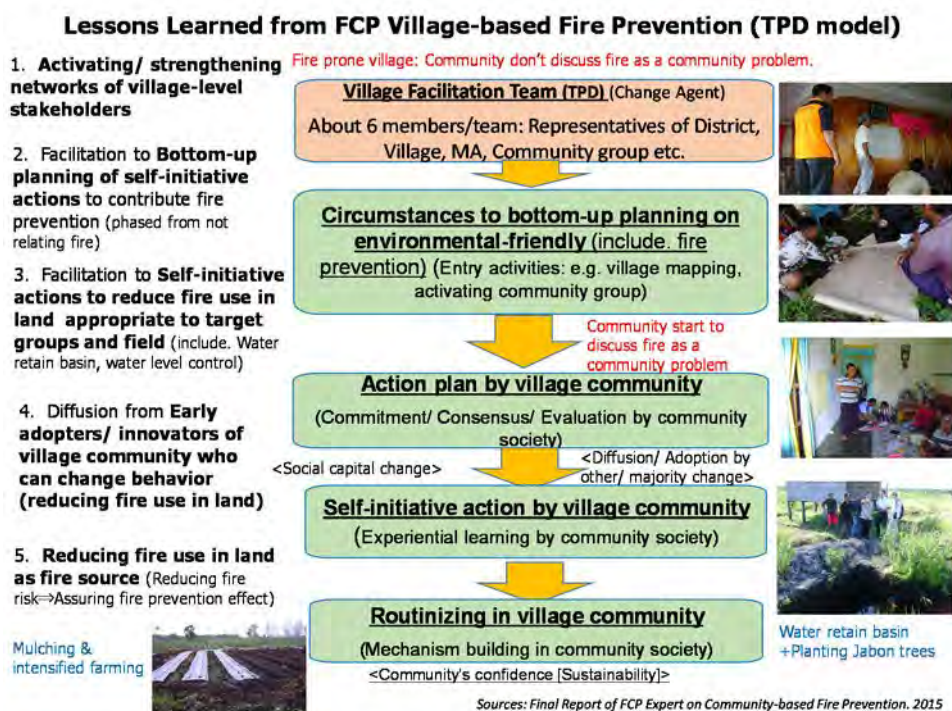 Lessons Learned from FCP Village-based Fire Prevention (TPD model)
1. Activating/ strengthening
networks of village-level
stakeholders
2. Facilitation to Bottom-up
planning of self-initiative
actions to contribute fire
prevention (phased from not
relating fire)
3. Facilitation to Self-initiative
actions to reduce fire use in
land appropriate to target
groups and field (include. Water
retain basin, water level control)
4. Diffusion from Early
adopters/ innovators of
village community who
can change behavior
(reducing fire use in land)
5. Reducing fire use in land
as fire source (Reducing fire
risk⇒Assuring fire prevention effect)
Mulching &
intensified farming
Fire prone village: Community don't discuss fire as a community problem.
Village Facilitation Team (TPD) (Change Agent)
About 6 members/team: Representatives of District,
Village, MA, Community group etc.
Circumstances to bottom-up planning on
environmental-friendly (include. fire
prevention) (Entry activities: e.g. village mapping,
activating community group)
Community start to
discuss fire as a
community problem
Action plan by village community
(Commitment/ Consensus/ Evaluation by community
society)
<Social capital change>
<Diffusion/ Adoption by
other/ majority change>
Self-initiative action by village community
(Experiential learning by community society)
Routinizing in village community
(Mechanism building in community society)
<Community's confidence [Sustainability]>
Water retain basin
+Planting Jabon trees
Sources: Final Report of FCP Expert on Community-based Fire Prevention. 2015